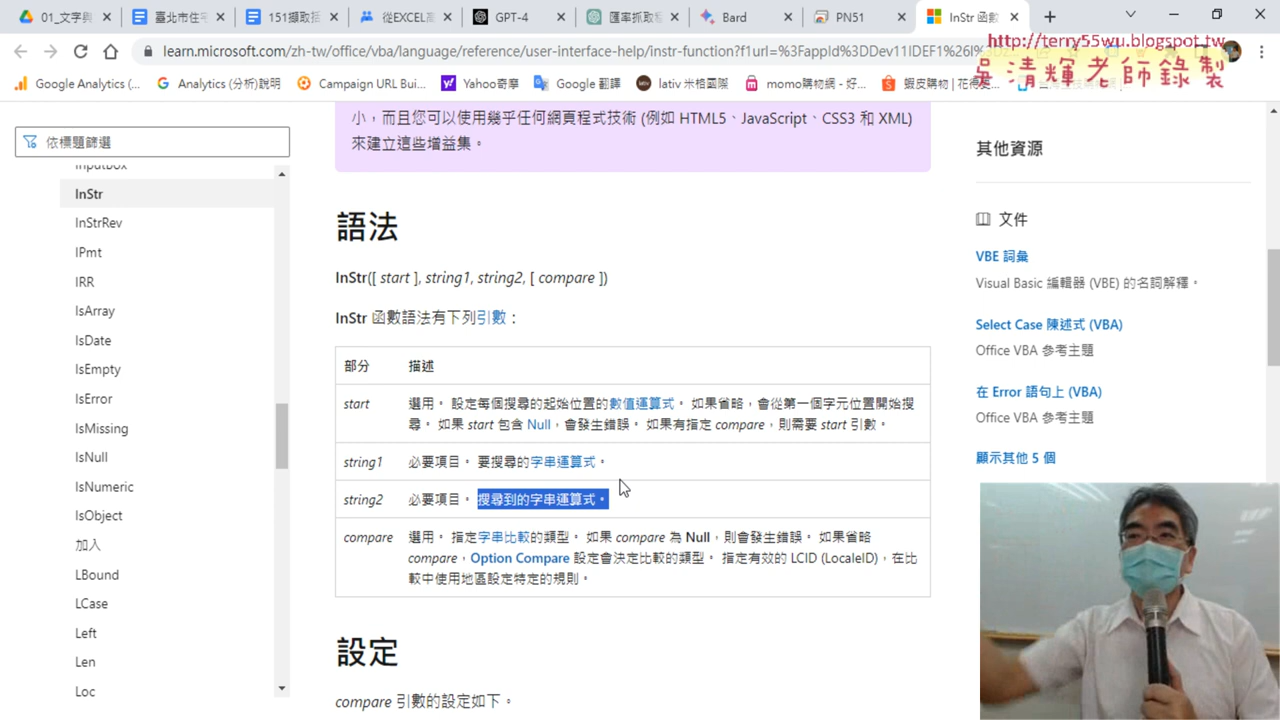 01_文字與
臺北市住宅
151擷取括
從EXCEL高
GPT-4
匯率抓取程
Bard
PN51
InStr 函數
learn.microsoft.com/zh-tw/office/vba/language/reference/user-interface-help/instr-function?f1url=%3FappId%3DDev11IDEF1%26l%3D
http://terry55wu.blogspot.tw
吳清輝老師錄製
Google Analytics (...
Analytics (分析)說明
Campaign URL Bui...
Yahoo奇摩
Google 翻譯
lativ 米格國際
momo購物網 - 好...
蝦皮購物 | 花得更...
小，而且您可以使用幾乎任何網頁程式技術 (例如 HTML5、JavaScript、CSS3 和 XML)
來建立這些增益集。
依標題篩選
InputBox
InStr
InStrRev
IPmt
IRR
IsArray
IsDate
IsEmpty
IsError
IsMissing
IsNull
IsNumeric
IsObject
加入
LBound
LCase
Left
Len
Loc
語法
InStr([ start ], string1, string2, [ compare ])
InStr 函數語法有下列引數：
部分 描述
start 選用。 設定每個搜尋的起始位置的數值運算式。 如果省略，會從第一個字元位置開始搜
尋。 如果 start 包含 Null，會發生錯誤。 如果有指定 compare，則需要 start 引數。
string1 必要項目。 要搜尋的字串運算式。
string2 必要項目。 搜尋到的字串運算式。
compare 選用。 指定字串比較的類型。 如果 compare 為 Null，則會發生錯誤。 如果省略
compare，Option Compare 設定會決定比較的類型。 指定有效的 LCID (LocaleID)，在比
較中使用地區設定特定的規則。
設定
compare 引數的設定如下。
其他資源
文件
VBE 詞彙
Visual Basic 編輯器 (VBE) 的名詞解釋。
Select Case 陳述式 (VBA)
Office VBA 參考主題
在 Error 語句上 (VBA)
Office VBA 參考主題
顯示其他 5 個